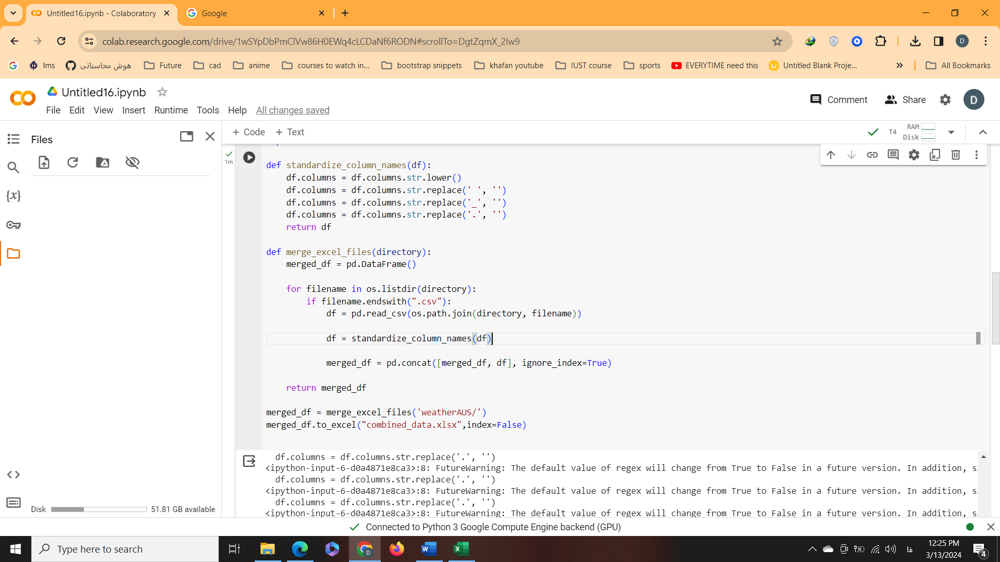 Untitled16.ipynb - Colaboratory
Google
colab.research.google.com/drive/1wSYpDbPmClVw86H0EWq4cLCDaNf6RODN#scrollTo=DgtZqmX_2Iw9
D
lms
هوش محاسباتی
Future
cad
anime
courses to watch in...
bootstrap snippets
khafan youtube
IUST course
sports
EVERYTIME need this
Untitled Blank Proje...
All Bookmarks
Untitled16.ipynb
Comment
Share
D
File Edit View Insert Runtime Tools Help All changes saved
Files
+ Code + Text
T4
RAM
Disk
1m
{x}
def standardize_column_names(df):
df.columns = df.columns.str.lower()
df.columns = df.columns.str.replace(' ', '')
df.columns = df.columns.str.replace('_', '')
df.columns = df.columns.str.replace('.', '')
return df
def merge_excel_files(directory):
merged_df = pd.DataFrame()
for filename in os.listdir(directory):
if filename.endswith(".csv"):
df = pd.read_csv(os.path.join(directory, filename))
df = standardize_column_names(df)
merged_df = pd.concat([merged_df, df], ignore_index=True)
return merged_df
merged_df = merge_excel_files('weatherAUS/')
merged_df.to_excel("combined_data.xlsx",index=False)
df.columns = df.columns.str.replace('.', '')
<ipython-input-6-d0a4871e8ca3>:8: FutureWarning: The default value of regex will change from True to False in a future version. In addition, si
df.columns = df.columns.str.replace('.', '')
<ipython-input-6-d0a4871e8ca3>:8: FutureWarning: The default value of regex will change from True to False in a future version. In addition, si
df.columns = df.columns.str.replace('.', '')
<ipython-input-6-d0a4871e8ca3>:8: FutureWarning: The default value of regex will change from True to False in a future version. In addition, si
Disk 51.81 GB available
Connected to Python 3 Google Compute Engine backend (GPU)
Type here to search
فا
12:25 PM
3/13/2024
4